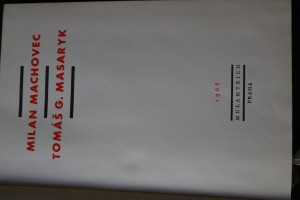 MILAN MACHOVEC
TOMÁŠ G. MASARYK
1968
MELANTRICH
PRAHA